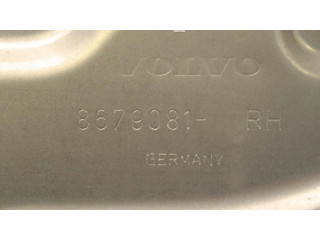 VOLVO
8679081- RH
GERMANY